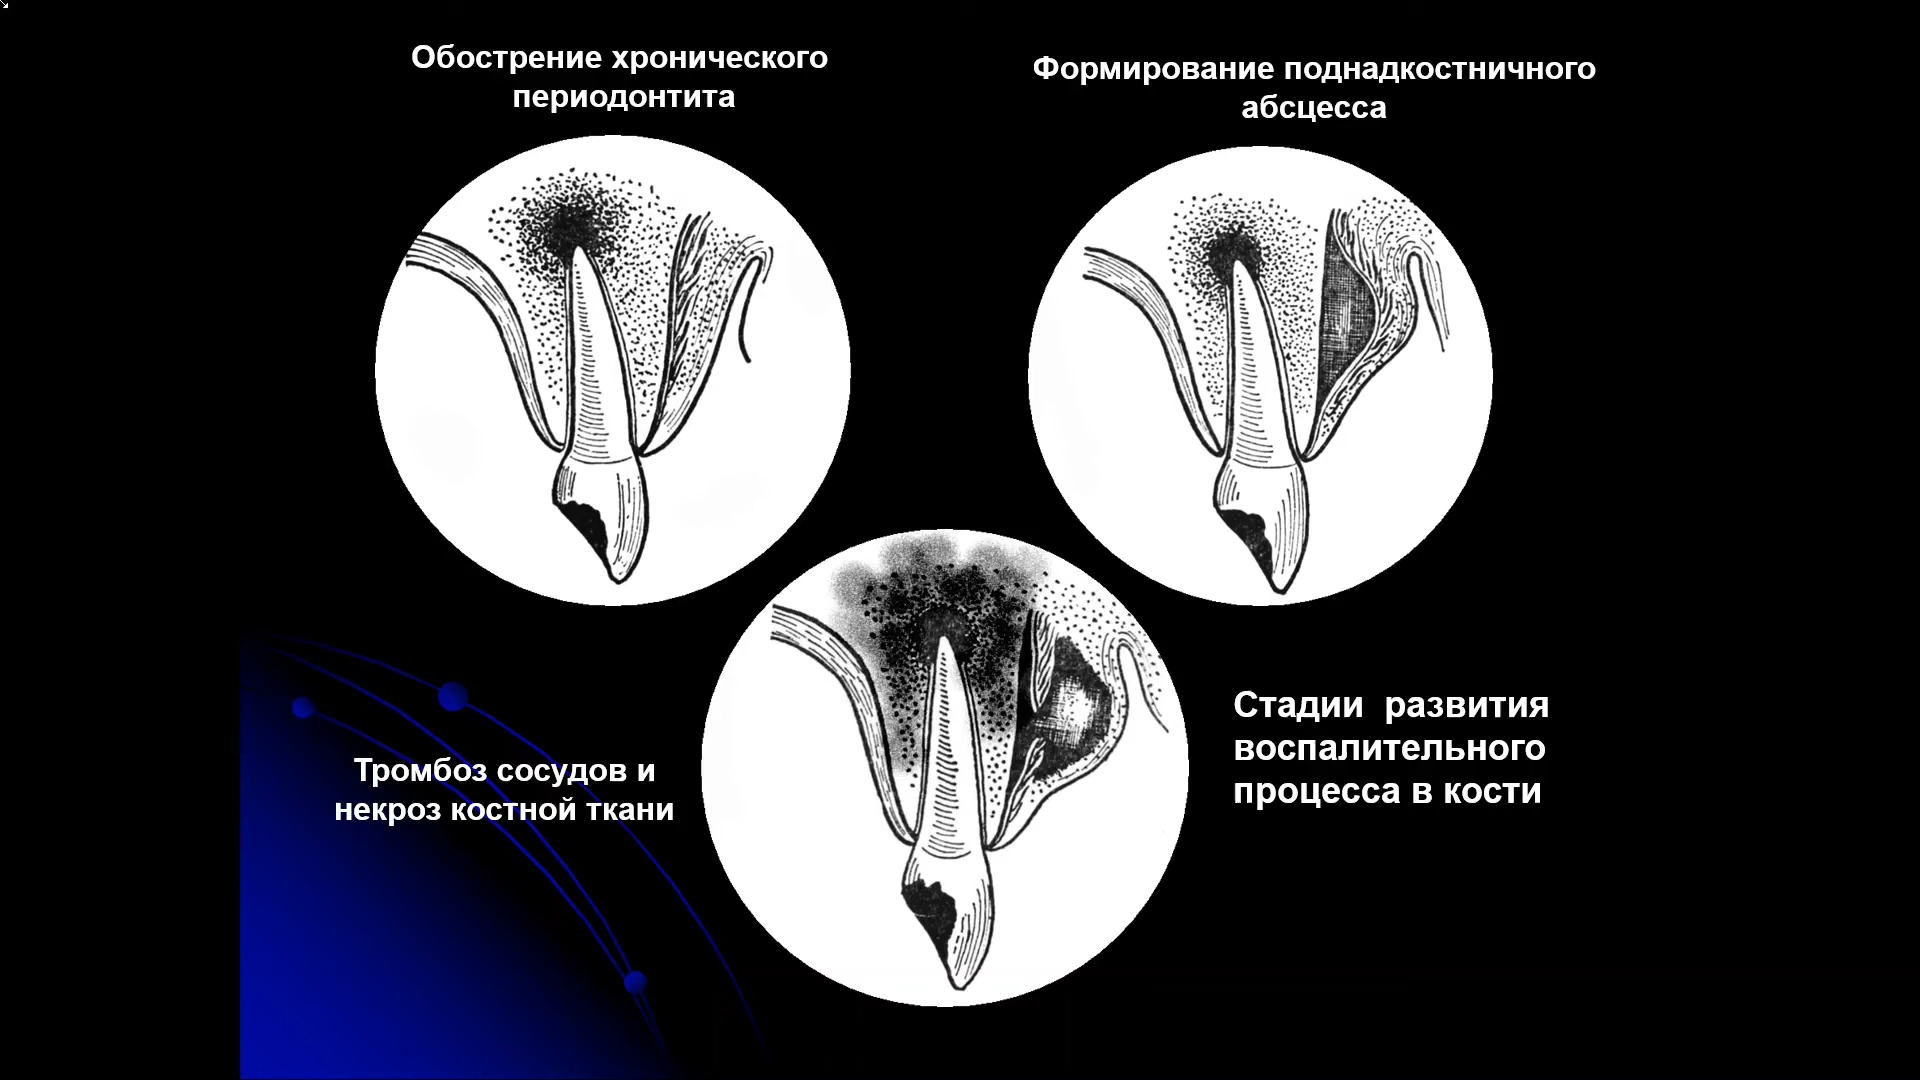 Обострение хронического
периодонтита
Формирование поднадкостничного
абсцесса
Тромбоз сосудов и
некроз костной ткани
Стадии развития
воспалительного
процесса в кости